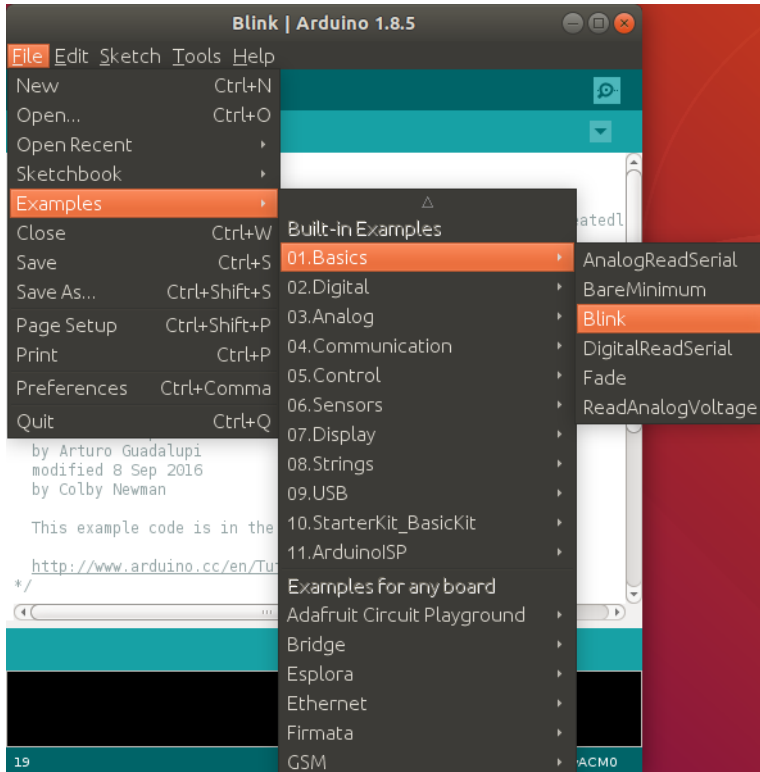 Blink | Arduino 1.8.5
File Edit Sketch Tools Help
New Ctrl+N
Open... Ctrl+O
Open Recent
Sketchbook
Examples
Close Ctrl+W
Save Ctrl+S
Save As... Ctrl+Shift+S
Page Setup Ctrl+Shift+P
Print Ctrl+P
Preferences Ctrl+Comma
Quit Ctrl+Q
Built-in Examples
01.Basics
02.Digital
03.Analog
04.Communication
05.Control
06.Sensors
07.Display
08.Strings
09.USB
10.StarterKit_BasicKit
11.ArduinoISP
Examples for any board
Adafruit Circuit Playground
Bridge
Esplora
Ethernet
Firmata
GSM
AnalogReadSerial
BareMinimum
Blink
DigitalReadSerial
Fade
ReadAnalogVoltage
atedl
by Arturo Guadalupi
modified 8 Sep 2016
by Colby Newman
This example code is in the
http://www.arduino.cc/en/Tu
*/
19
ACM0